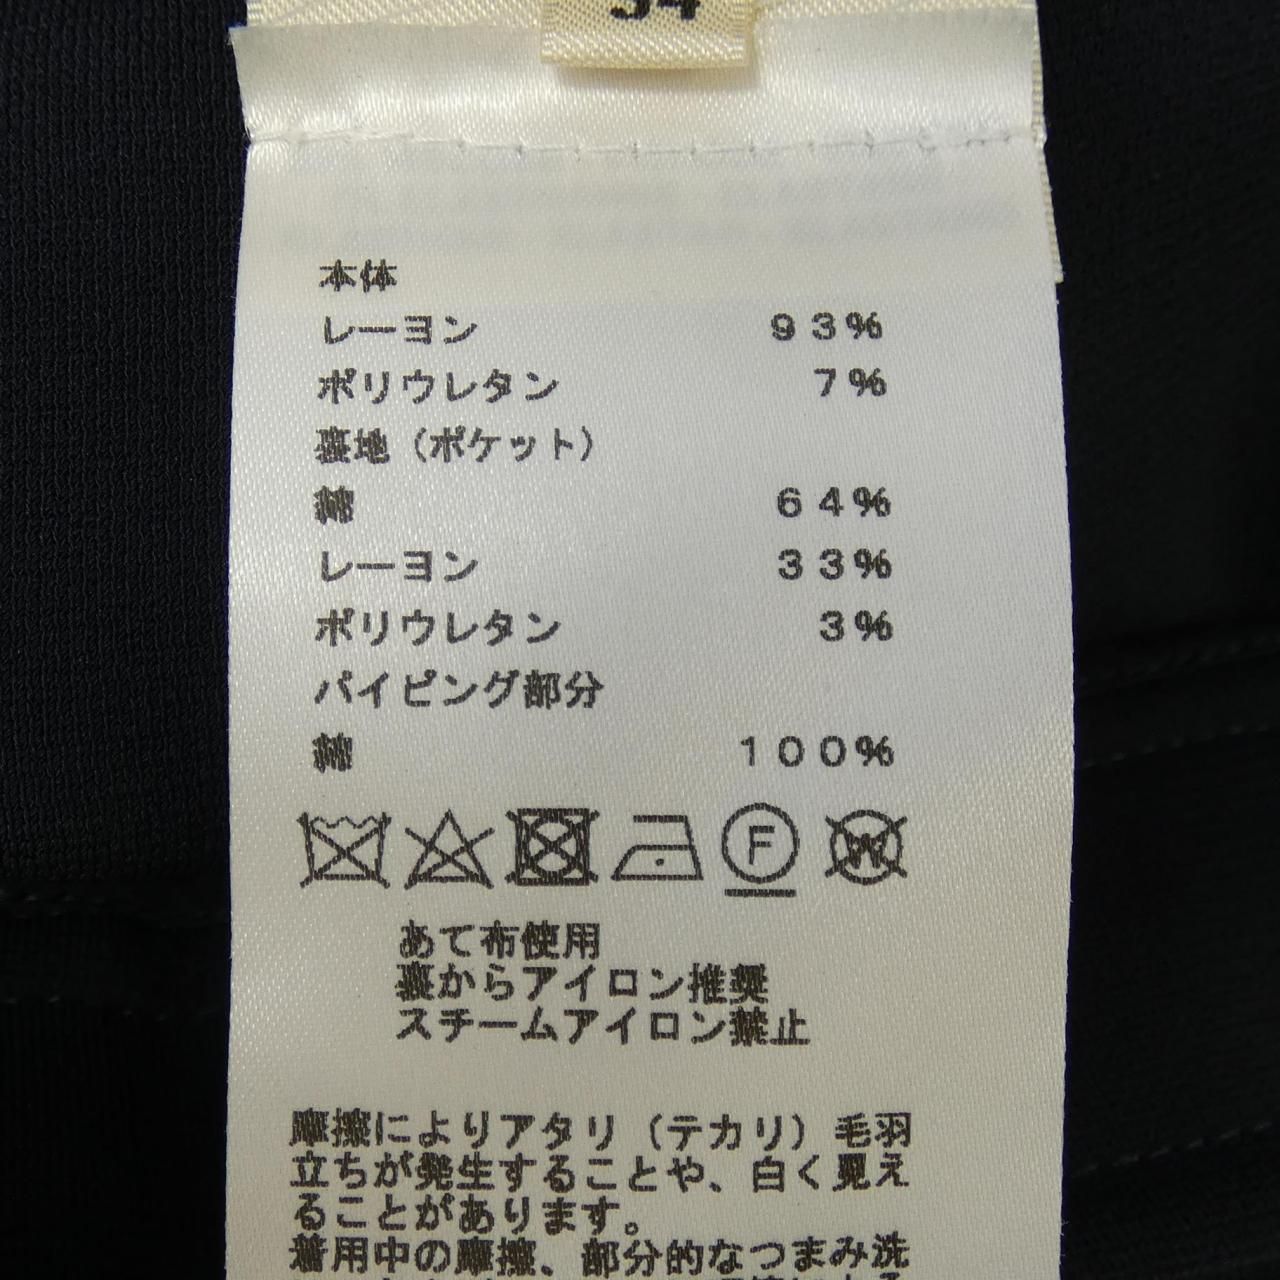 34
本体
レーヨン 93%
ポリウレタン 7%
裏地（ポケット）
64%
レーヨン 33%
ポリウレタン 3%
パイピング部分
100%
F W
あて布使用
裏からアイロン推奨
スチームアイロン禁止
摩擦によりアタリ（テカリ）毛羽
立ちが発生することや、白く見え
ることがあります。
着用中の摩擦、部分的なつまみ洗